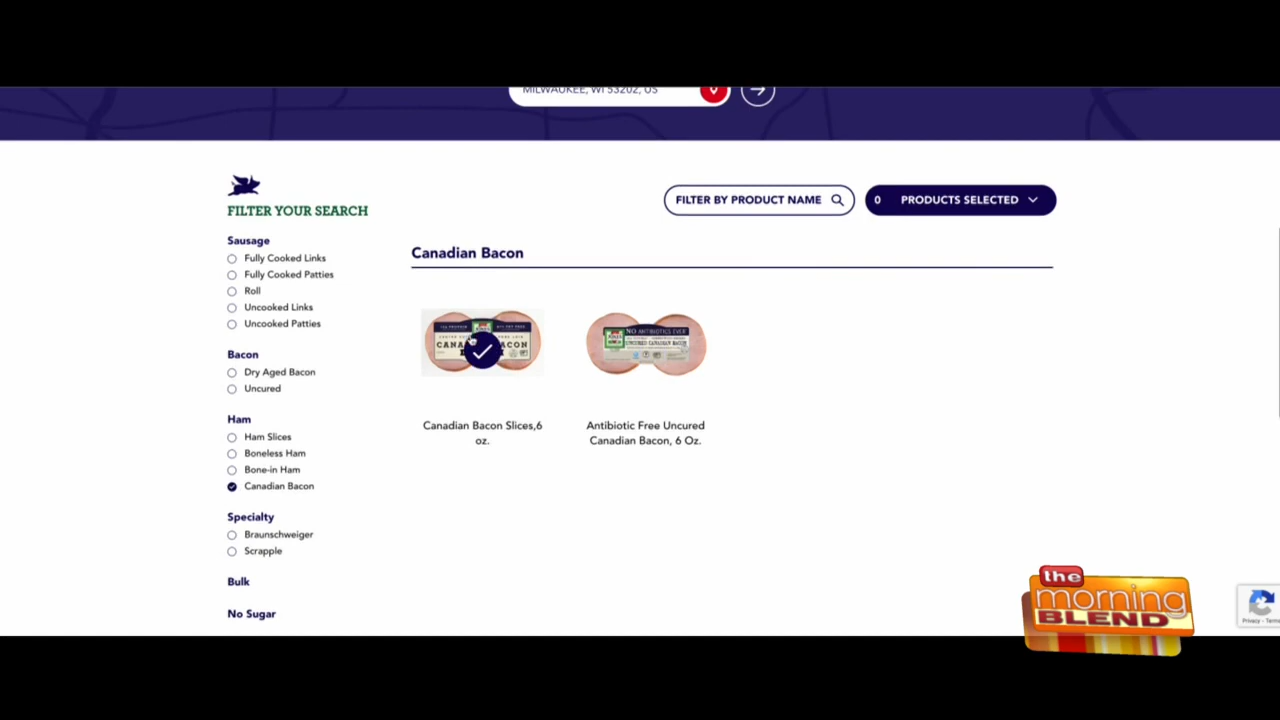 MILWAUKEE, WI 53202, US
FILTER YOUR SEARCH
FILTER BY PRODUCT NAME
0 PRODUCTS SELECTED
Sausage
Fully Cooked Links
Fully Cooked Patties
Roll
Uncooked Links
Uncooked Patties
Bacon
Dry Aged Bacon
Uncured
Ham
Ham Slices
Boneless Ham
Bone-in Ham
Canadian Bacon
Specialty
Braunschweiger
Scrapple
Bulk
No Sugar
Canadian Bacon
NO ANTIBIOTICS EVER
UNCURED CANADIAN BACON
Canadian Bacon Slices,6
oz.
Antibiotic Free Uncured
Canadian Bacon, 6 Oz.
the
morning
BLEND
Privacy - Terms